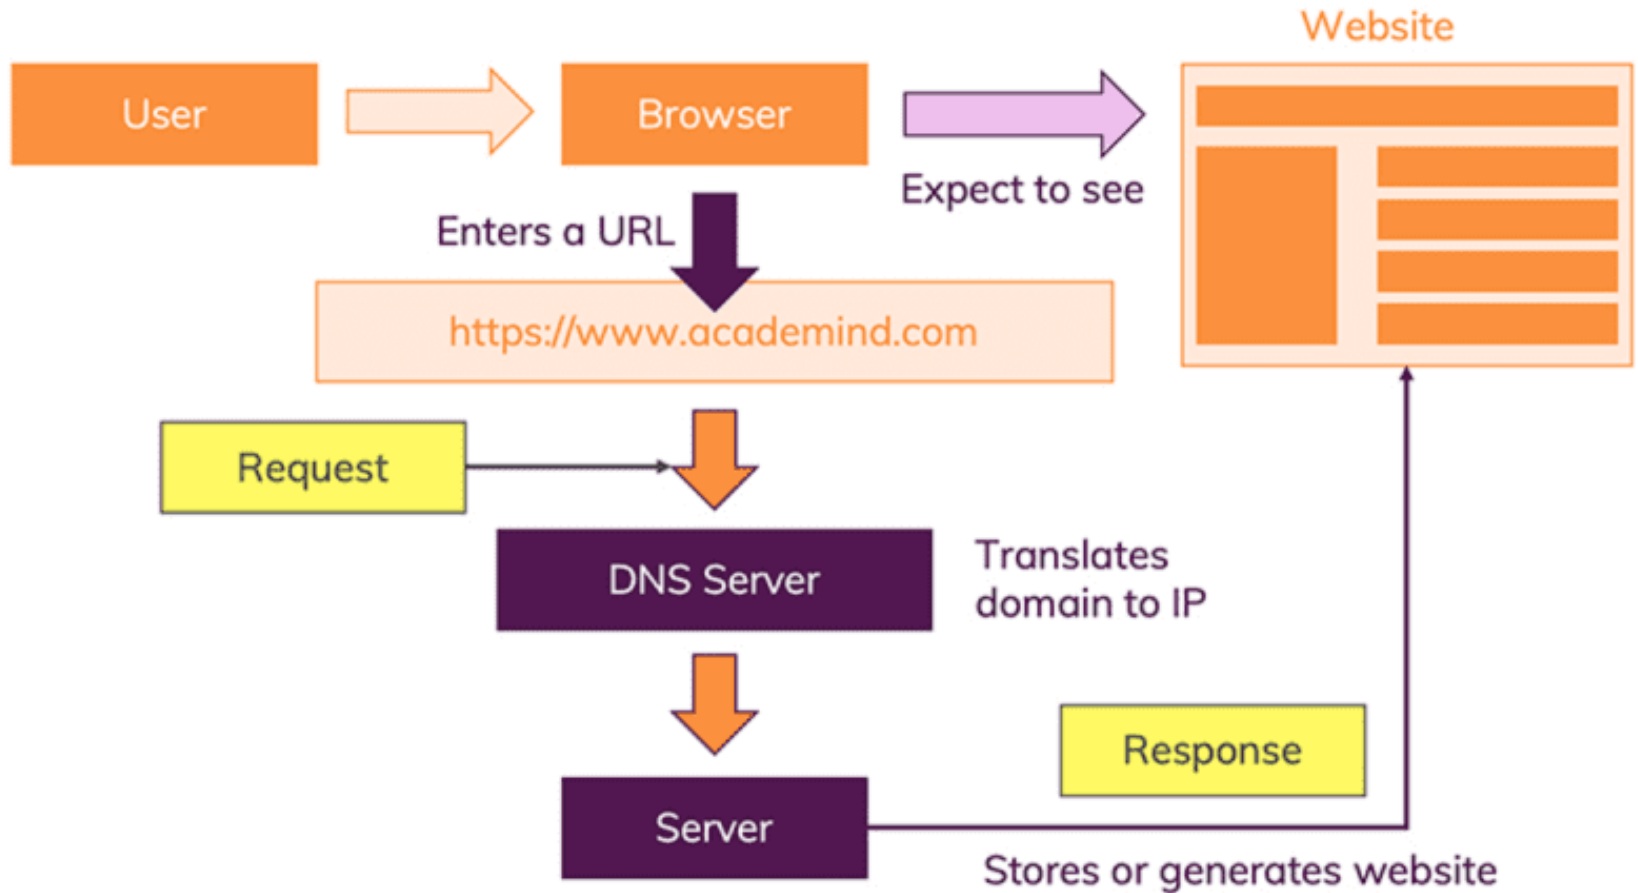 Website
User
Browser
Expect to see
Enters a URL
https://www.academind.com
Request
DNS Server
Translates
domain to IP
Response
Server
Stores or generates website